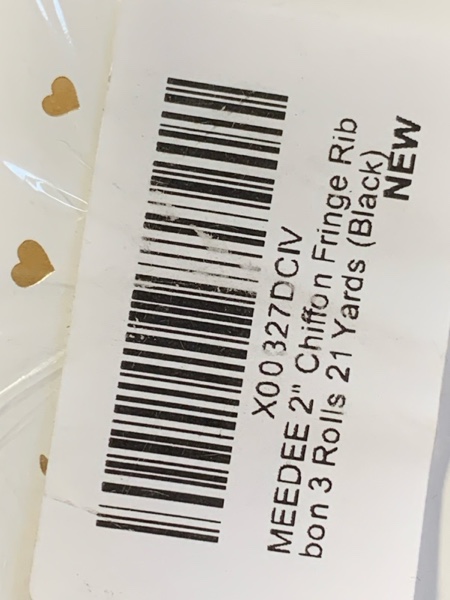 X00327DCIV
MEEDEE 2" Chiffon Fringe Rib
bon 3 Rolls 21 Yards (Black)
NEW